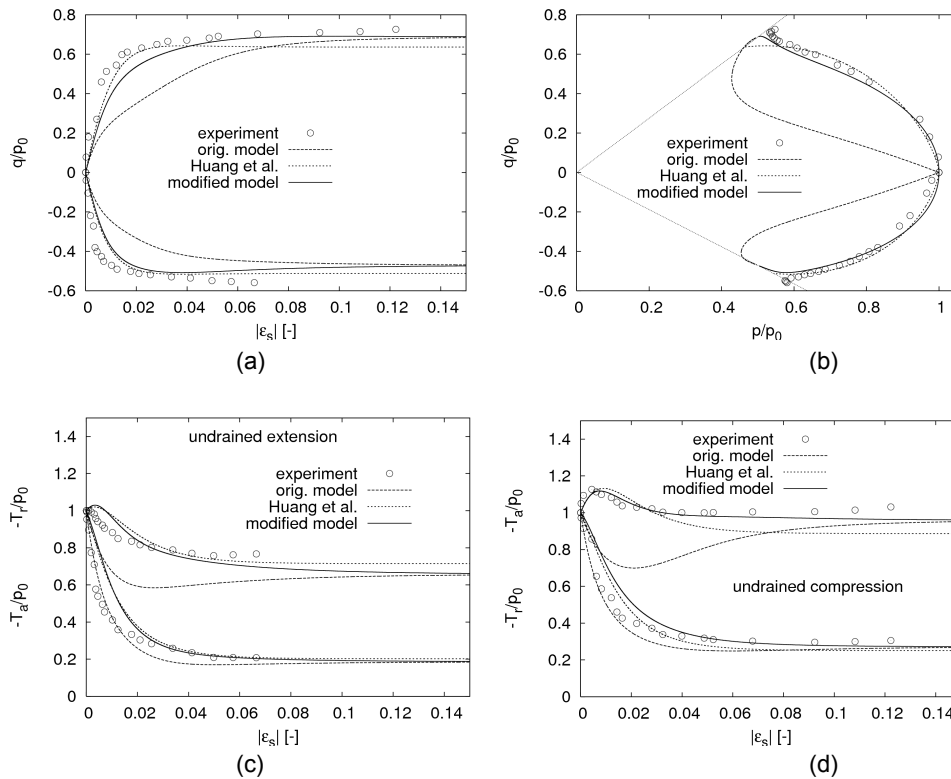 0.8
0.6
0.4
0.2
0
-0.2
-0.4
-0.6
q/p₀
experiment
orig. model
Huang et al.
modified model
0 0.02 0.04 0.06 0.08 0.1 0.12 0.14
|εₛ| [-]
(a)
0.8
0.6
0.4
0.2
0
-0.2
-0.4
-0.6
q/p₀
experiment
orig. model
Huang et al.
modified model
0 0.2 0.4 0.6 0.8 1
p/p₀
(b)
1.4
1.2
1
0.8
0.6
0.4
0.2
0
-Tᵣ/p₀
-Tₐ/p₀
undrained extension
experiment
orig. model
Huang et al.
modified model
0 0.02 0.04 0.06 0.08 0.1 0.12 0.14
|εₛ| [-]
(c)
1.4
1.2
1
0.8
0.6
0.4
0.2
0
-Tₐ/p₀
-Tᵣ/p₀
experiment
orig. model
Huang et al.
modified model
undrained compression
0 0.02 0.04 0.06 0.08 0.1 0.12 0.14
|εₛ| [-]
(d)